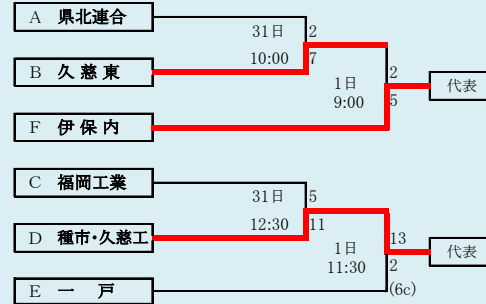 A 県北連合
31日 2
B 久慈東 10:00 7
1日 2 代表
9:00 5
F 伊保内
C 福岡工業
31日 5
D 種市・久慈工 12:30 11
1日 13 代表
11:30 2
E 一戸 (6c)